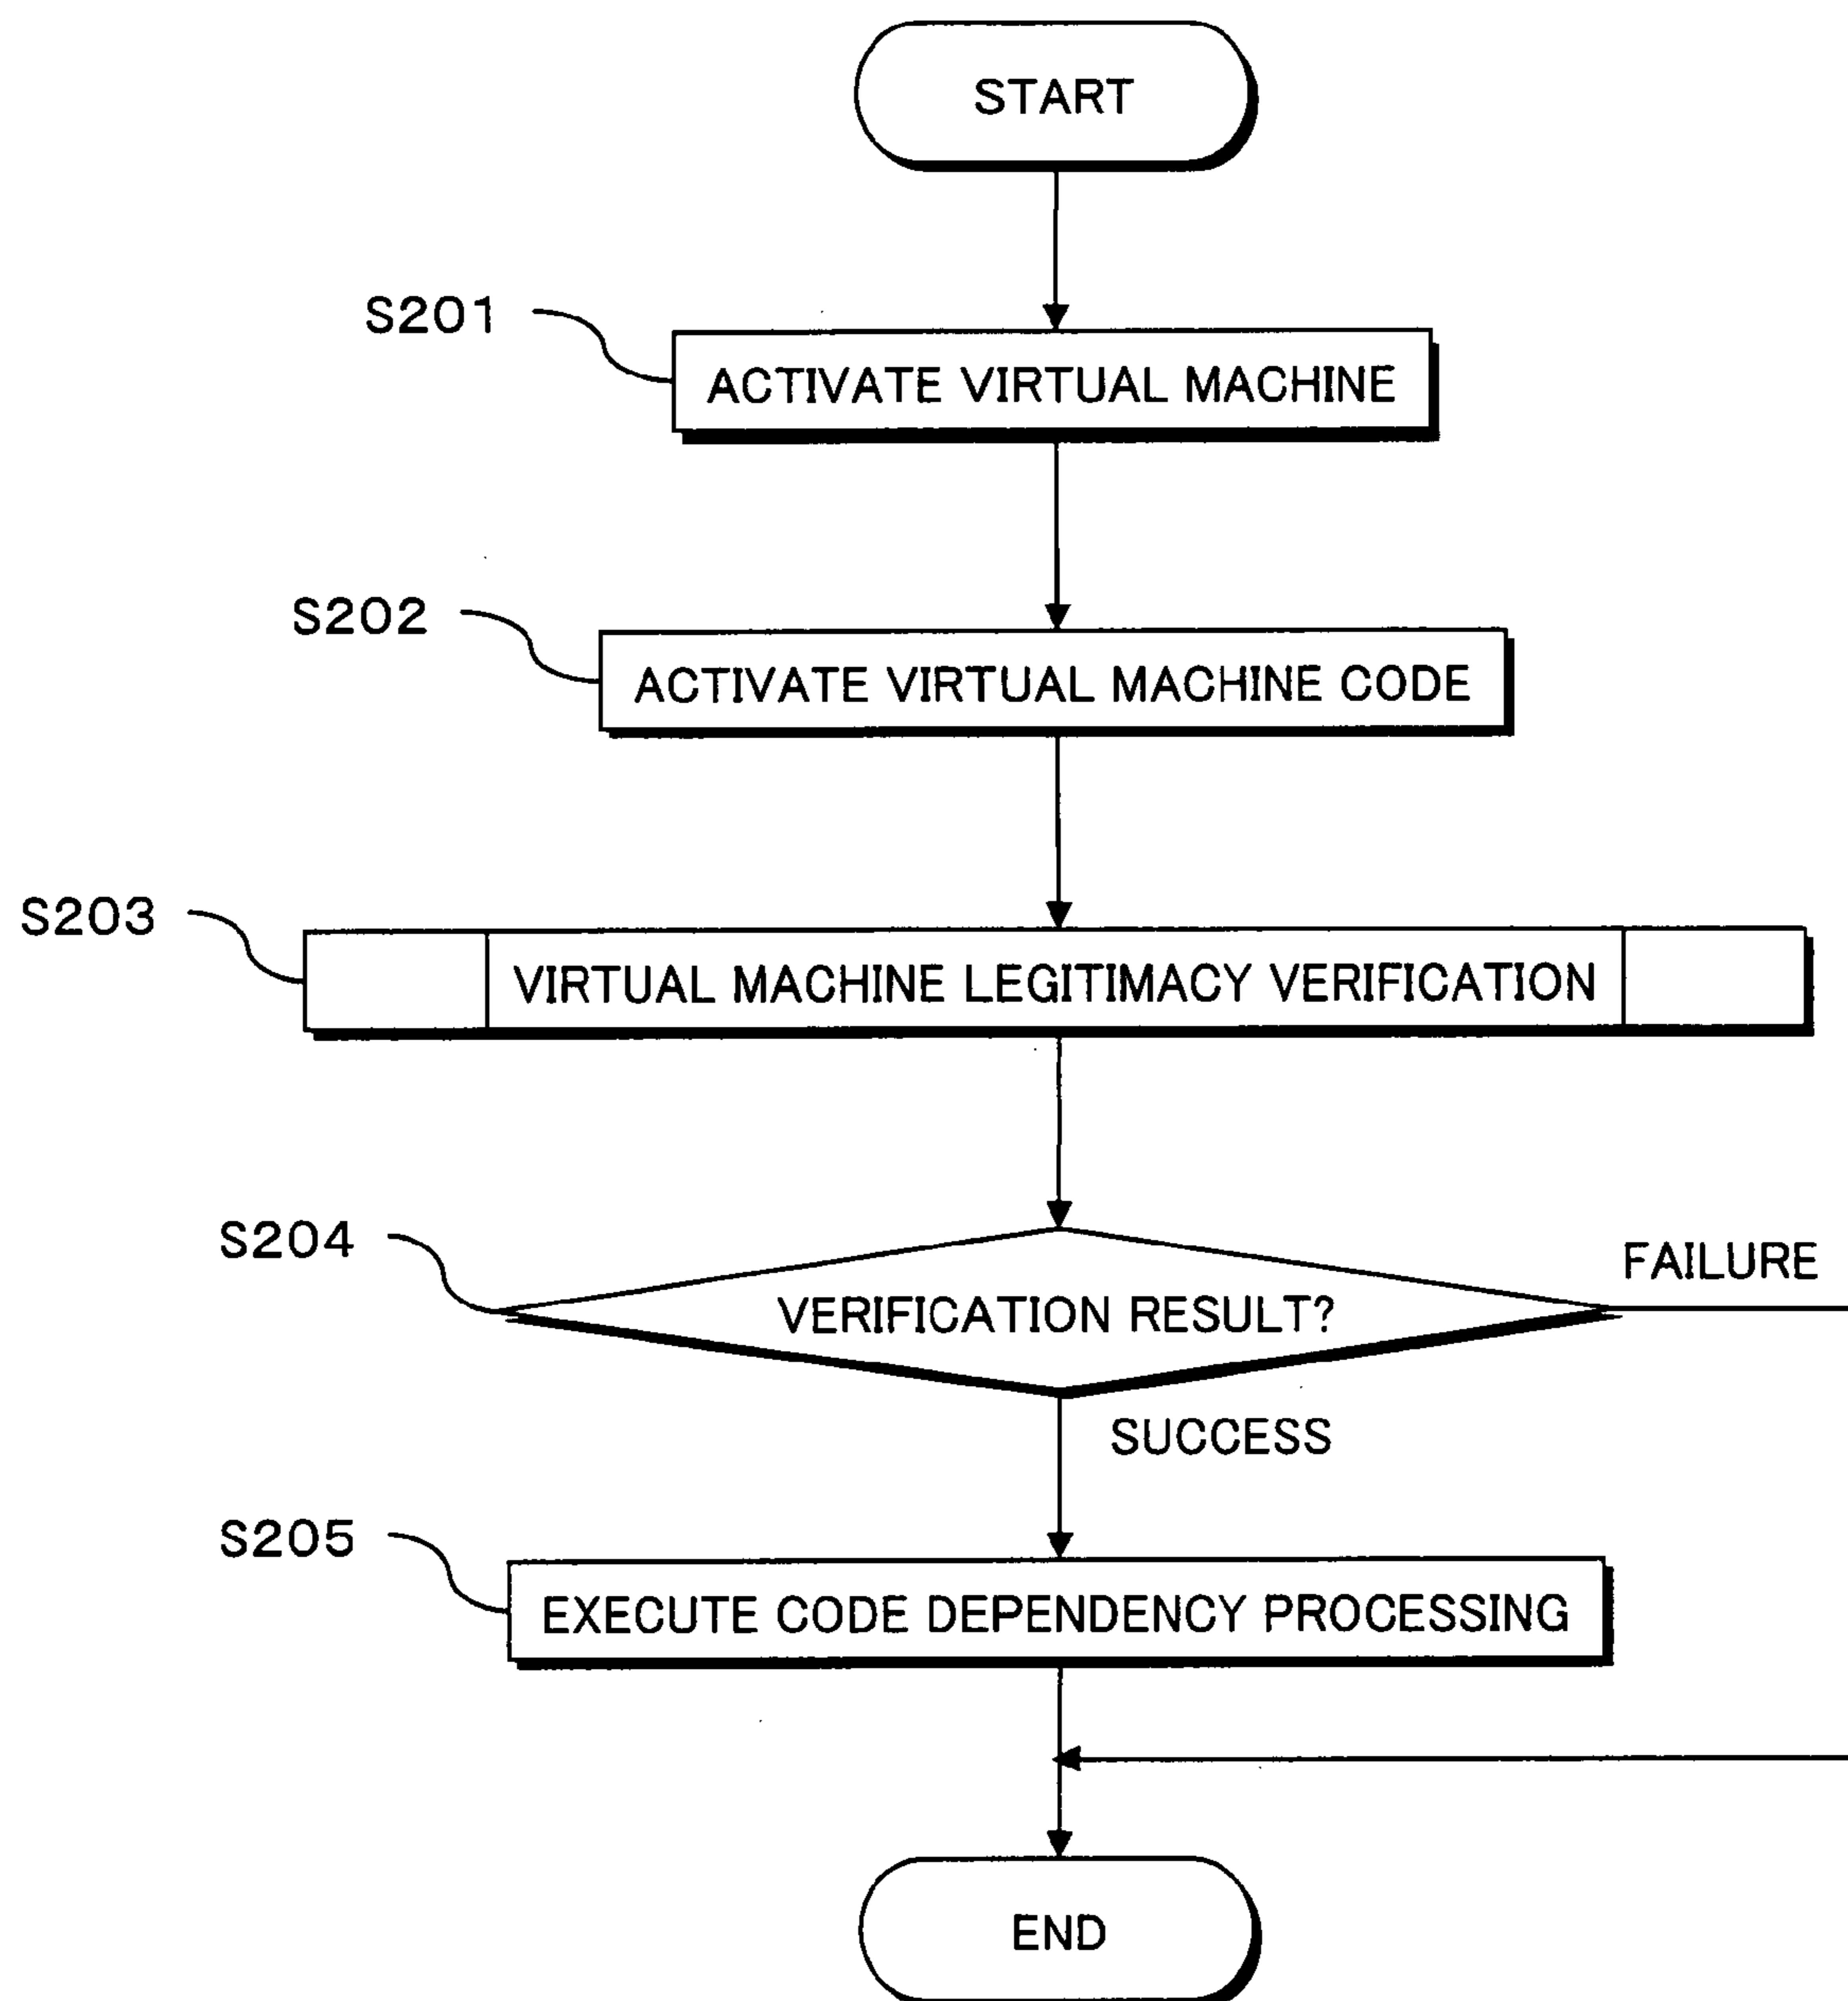 START
S201
ACTIVATE VIRTUAL MACHINE
S202
ACTIVATE VIRTUAL MACHINE CODE
S203
VIRTUAL MACHINE LEGITIMACY VERIFICATION
S204
VERIFICATION RESULT?
FAILURE
SUCCESS
S205
EXECUTE CODE DEPENDENCY PROCESSING
END